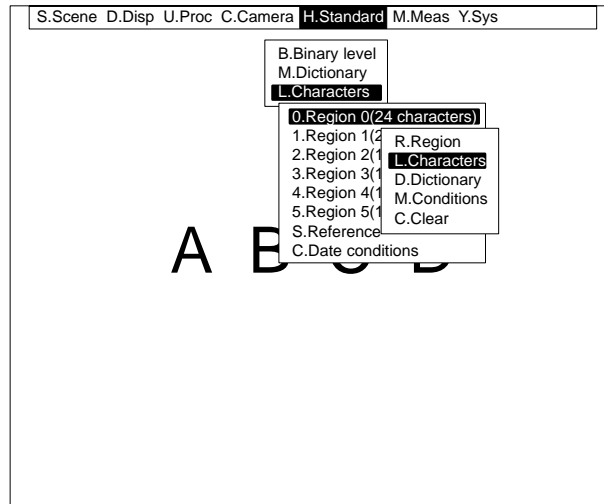 S.Scene D.Disp U.Proc C.Camera H.Standard M.Meas Y.Sys
B.Binary level
M.Dictionary
L.Characters
0.Region 0(24 characters)
1.Region 1(2
2.Region 2(1
3.Region 3(1
4.Region 4(1
5.Region 5(1
S.Reference
C.Date conditions
R.Region
L.Characters
D.Dictionary
M.Conditions
C.Clear
A B C D